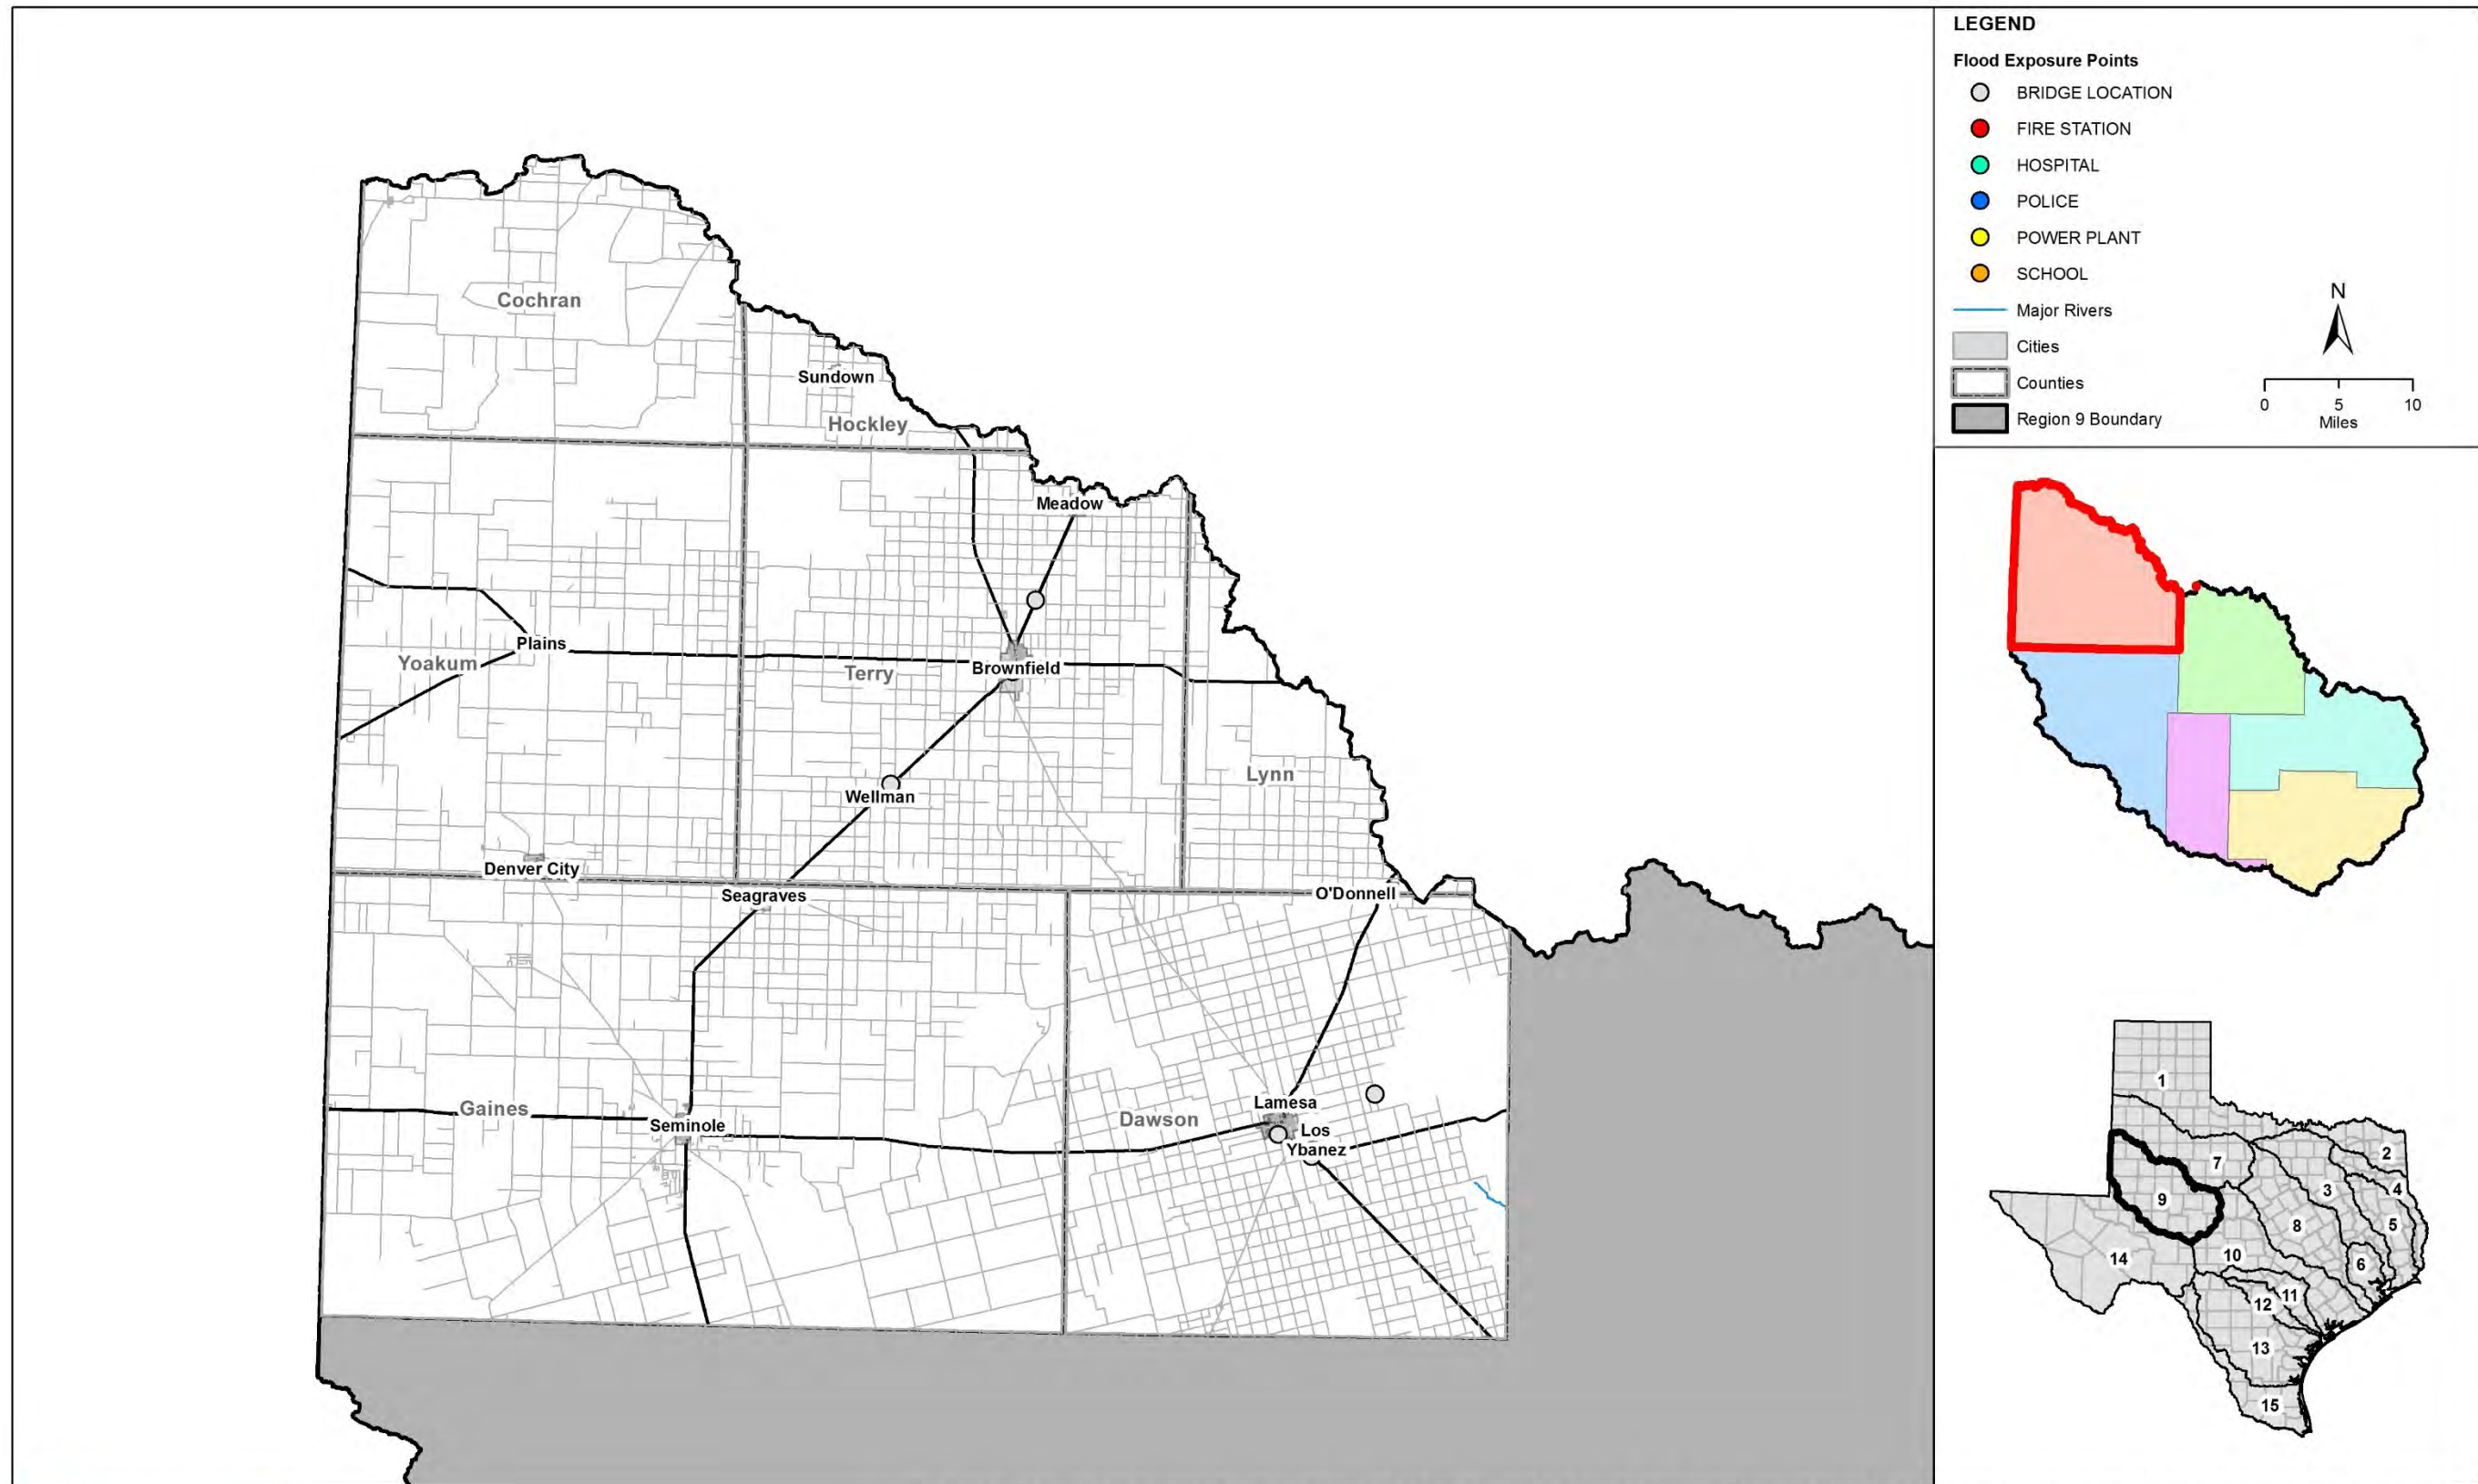 Cochran
Sundown
Hockley
Meadow
Plains
Yoakum
Brownfield
Terry
Lynn
Wellman
Denver City
Seagraves
O'Donnell
Gaines
Seminole
Dawson
Lamesa
Los
Ybanez
LEGEND
Flood Exposure Points
BRIDGE LOCATION
FIRE STATION
HOSPITAL
POLICE
POWER PLANT
SCHOOL
Major Rivers
Cities
Counties
Region 9 Boundary
N
0 5 10
Miles
1
2
7
3
4
9
8
5
10
14
6
11
12
13
15